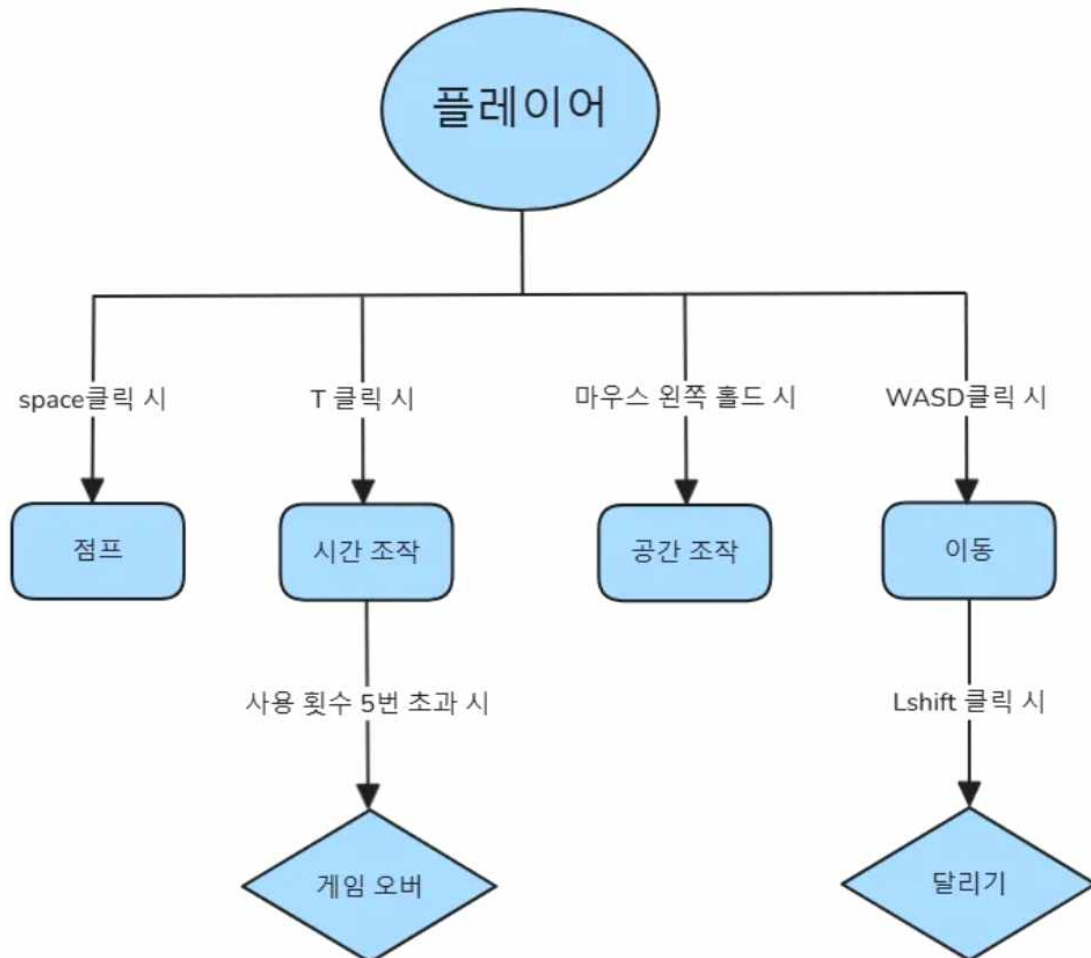 플레이어
space클릭 시
T 클릭 시
마우스 왼쪽 홀드 시
WASD클릭 시
점프
시간 조작
공간 조작
이동
사용 횟수 5번 초과 시
Lshift 클릭 시
게임 오버
달리기